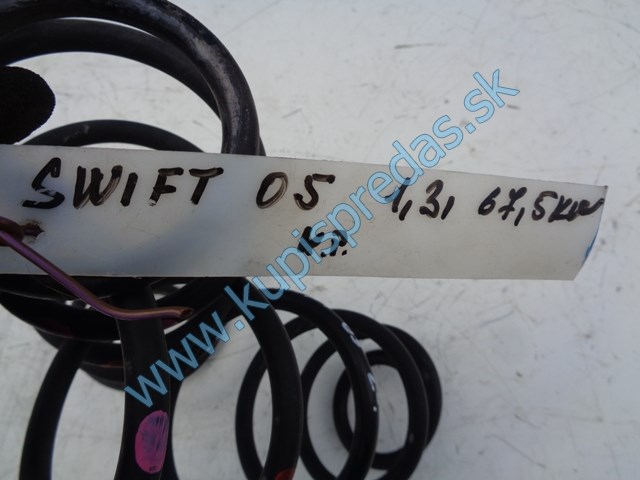 SWIFT 05 1,3i 67,5KW
K.P.
www.kupispredas.sk